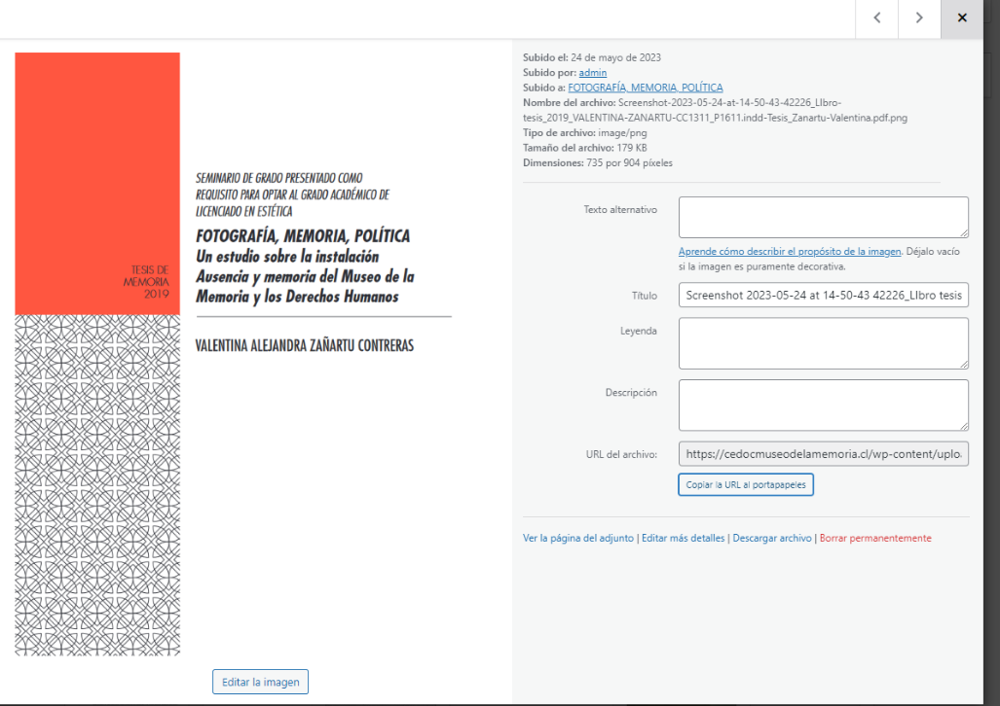 TESIS DE
MEMORIA
2019
SEMINARIO DE GRADO PRESENTADO COMO
REQUISITO PARA OPTAR AL GRADO ACADÉMICO DE
LICENCIADO EN ESTÉTICA
FOTOGRAFÍA, MEMORIA, POLÍTICA
Un estudio sobre la instalación
Ausencia y memoria del Museo de la
Memoria y los Derechos Humanos
VALENTINA ALEJANDRA ZAÑARTU CONTRERAS
Editar la imagen
Subido el: 24 de mayo de 2023
Subido por: admin
Subido a: FOTOGRAFÍA, MEMORIA, POLÍTICA
Nombre del archivo: Screenshot-2023-05-24-at-14-50-43-42226_LIbro-
tesis_2019_VALENTINA-ZANARTU-CC1311_P1611.indd-Tesis_Zanartu-Valentina.pdf.png
Tipo de archivo: image/png
Tamaño del archivo: 179 KB
Dimensiones: 735 por 904 píxeles
Texto alternativo
Aprende cómo describir el propósito de la imagen. Déjalo vacío
si la imagen es puramente decorativa.
Título
Screenshot 2023-05-24 at 14-50-43 42226_LIbro tesis
Leyenda
Descripción
URL del archivo:
https://cedocmuseodelamemoria.cl/wp-content/uplo
Copiar la URL al portapapeles
Ver la página del adjunto | Editar más detalles | Descargar archivo | Borrar permanentemente